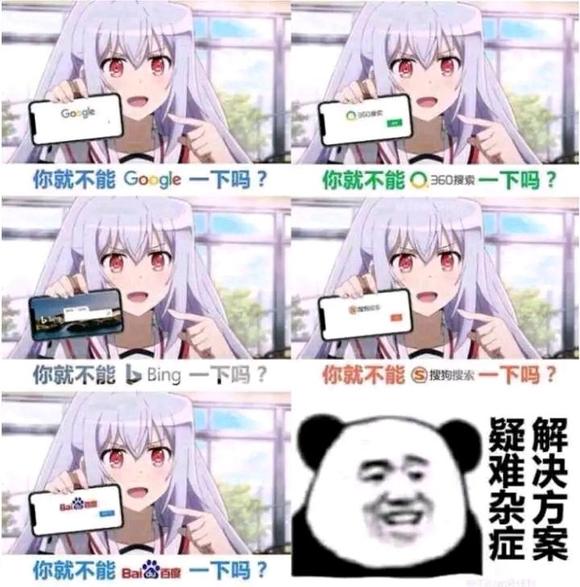 Google
你就不能 Google 一下吗？
360搜索
你就不能 360搜索 一下吗？
你就不能 Bing 一下吗？
搜狗搜索
你就不能 S 搜狗搜索 一下吗？
Bai百度
你就不能 Bai百度 一下吗？
解决方案
疑难杂症